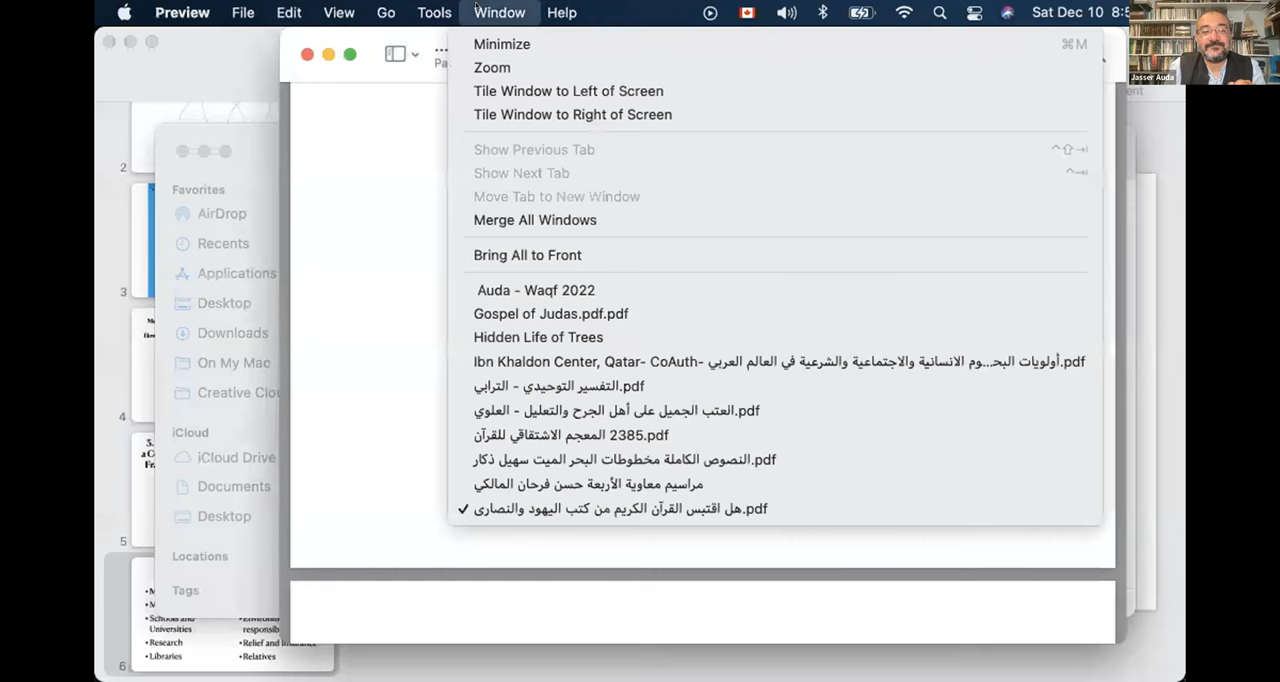 Preview File Edit View Go Tools Window Help Sat Dec 10
Jasser Auda
Minimize ⌘M
Zoom
Tile Window to Left of Screen
Tile Window to Right of Screen
Show Previous Tab
Show Next Tab
Move Tab to New Window
Merge All Windows
Bring All to Front
Auda - Waqf 2022
Gospel of Judas.pdf.pdf
Hidden Life of Trees
Ibn Khaldon Center, Qatar- CoAuth- أولويات البحـ...وم الانسانية والاجتماعية والشرعية في العالم العربي.pdf
التفسير التوحيدي - الترابي.pdf
العتب الجميل على أهل الجرح والتعليل - العلوي.pdf
2385 المعجم الاشتقاقي للقرآن.pdf
النصوص الكاملة مخطوطات البحر الميت سهيل ذكار.pdf
مراسيم معاوية الأربعة حسن فرحان المالكي
✓ هل اقتبس القرآن الكريم من كتب اليهود والنصارى.pdf
Favorites
AirDrop
Recents
Applications
Desktop
Downloads
On My Mac
Creative Clou
iCloud
iCloud Drive
Documents
Desktop
Locations
Tags
2
3
4
5
6
• Schools and
Universities
• Research
• Libraries
responsib
• Relief and Insurance
• Relatives